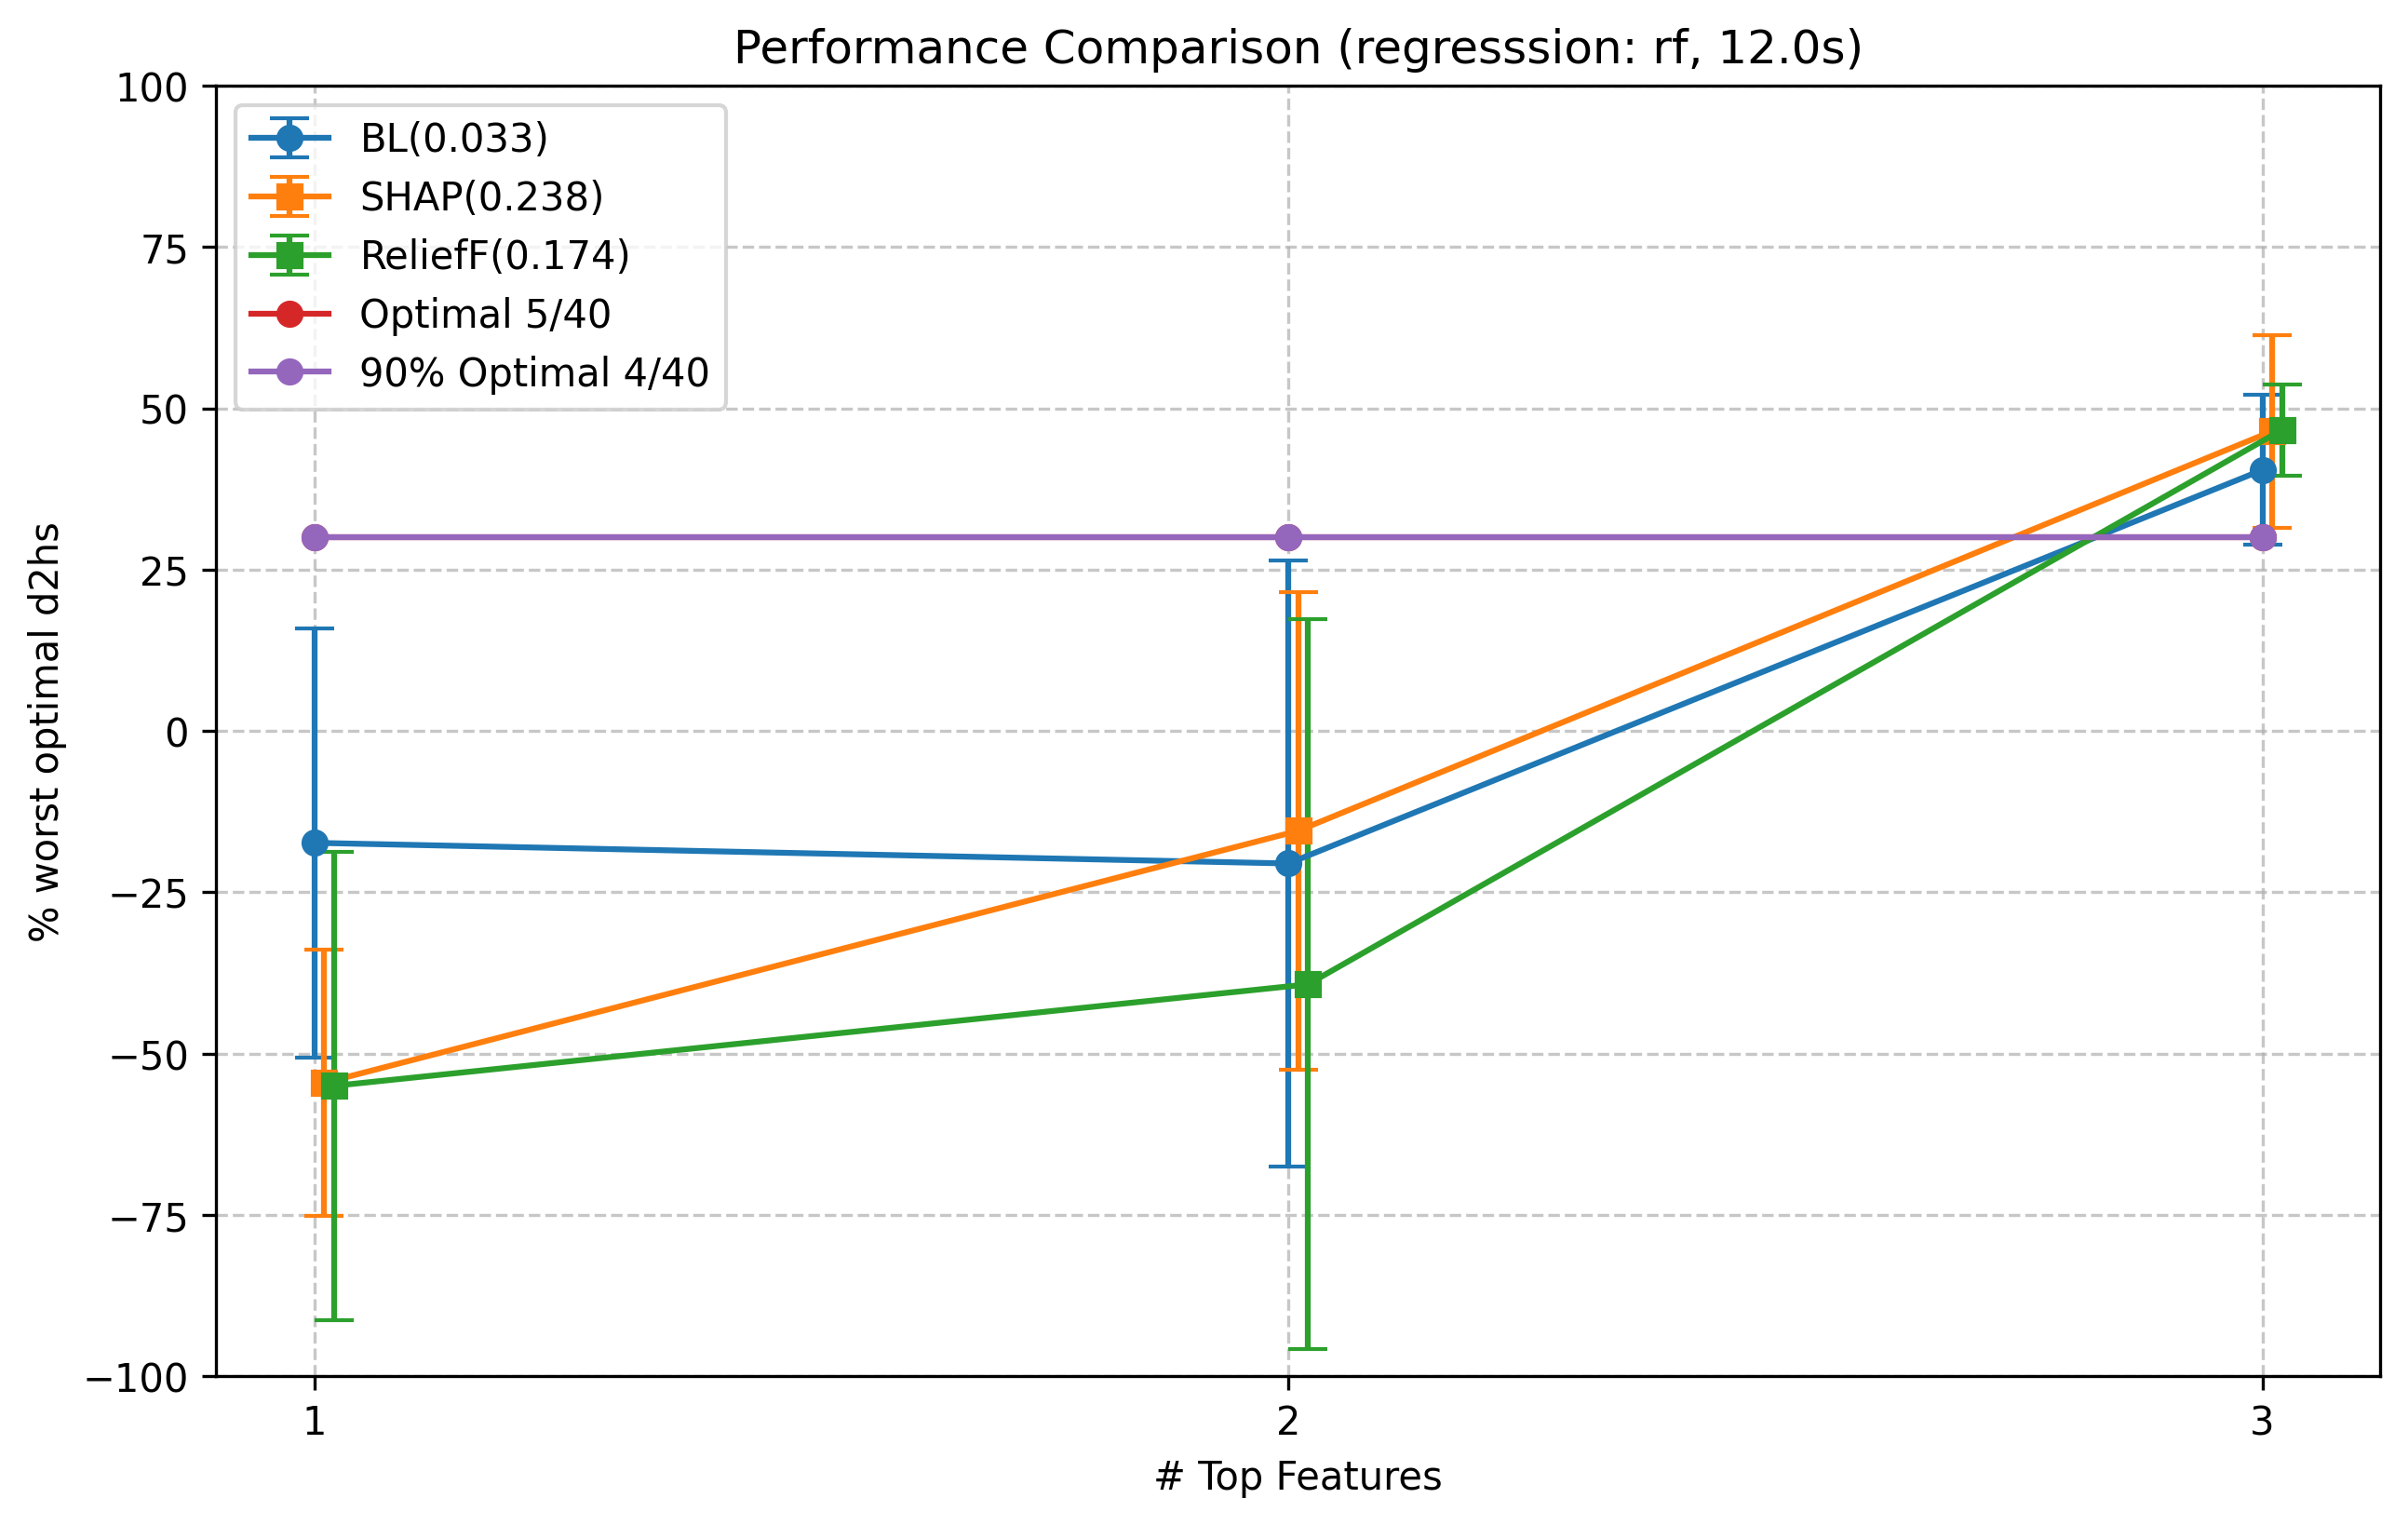 Performance Comparison (regresssion: rf, 12.0s)
100
75
50
25
0
−25
−50
−75
−100
% worst optimal d2hs
BL(0.033)
SHAP(0.238)
ReliefF(0.174)
Optimal 5/40
90% Optimal 4/40
1
2
3
# Top Features